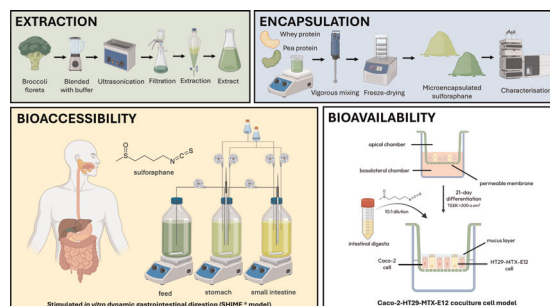 EXTRACTION
Broccoli
florets
Blended
with buffer
Ultrasonication
Filtration
Extraction
Extract
ENCAPSULATION
Whey protein
Pea protein
Vigorous mixing
Freeze-drying
Microencapsulated
sulforaphane
Characterisation
BIOACCESSIBILITY
O
S
N=C=S
sulforaphane
feed
stomach
small intestine
Stimulated in vitro dynamic gastrointestinal digestion (SHIME ® model)
BIOAVAILABILITY
apical chamber
basolateral chamber
permeable membrane
21-day
differentiation
10:1 dilution
intestinal digesta
mucus layer
Caco-2
cell
HT29-MTX-E12
cell
Caco-2-HT29-MTX-E12 coculture cell model